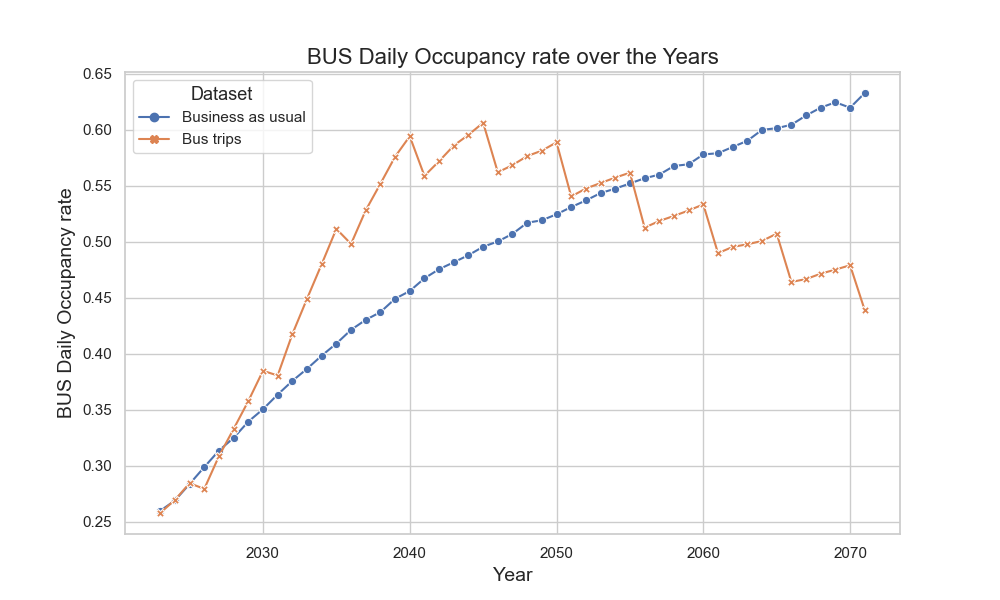 BUS Daily Occupancy rate over the Years
Dataset
Business as usual
Bus trips
BUS Daily Occupancy rate
0.65
0.60
0.55
0.50
0.45
0.40
0.35
0.30
0.25
2030
2040
2050
2060
2070
Year